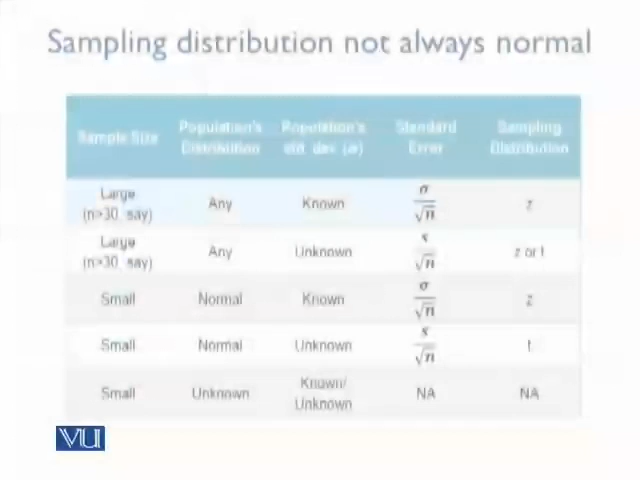 Sampling distribution not always normal
Sample Size
Population's
Distribution
Population's
std. dev. (σ)
Standard
Error
Sampling
Distribution
Large
(n>30, say)
Any
Known
σ
√n
z
Large
(n>30, say)
Any
Unknown
s
√n
z or t
Small
Normal
Known
σ
√n
z
Small
Normal
Unknown
s
√n
t
Small
Unknown
Known/
Unknown
NA
NA
VU